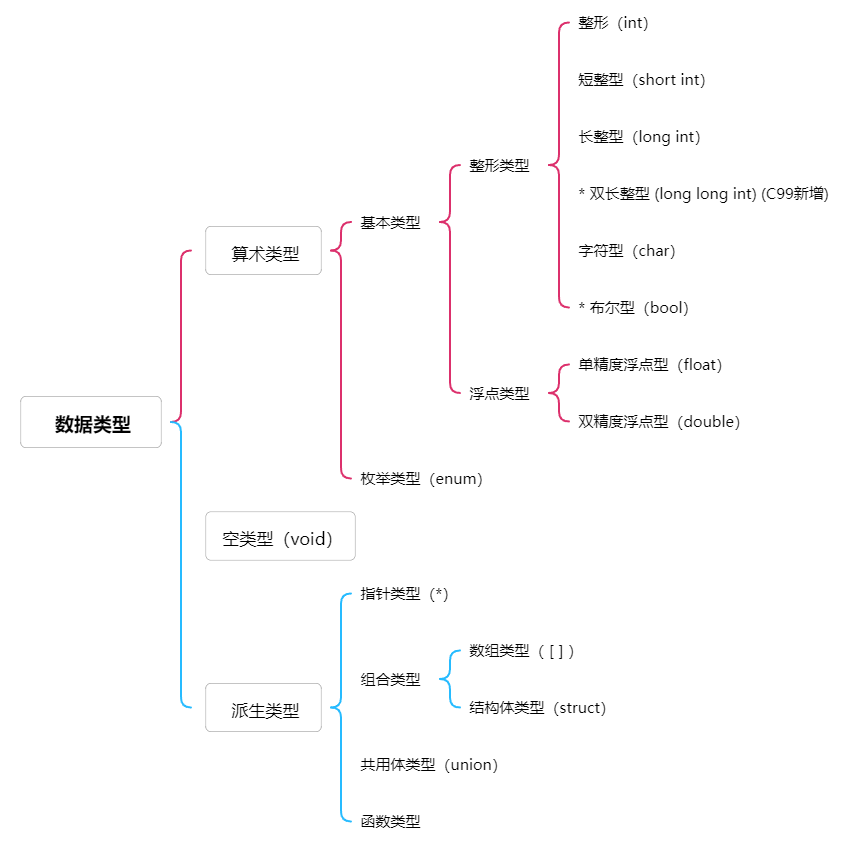 数据类型
算术类型
基本类型
整形类型
整形（int）
短整型（short int）
长整型（long int）
* 双长整型 (long long int) (C99新增)
字符型（char）
* 布尔型（bool）
浮点类型
单精度浮点型（float）
双精度浮点型（double）
枚举类型（enum）
空类型（void）
派生类型
指针类型（*）
组合类型
数组类型（ [ ] ）
结构体类型（struct）
共用体类型（union）
函数类型